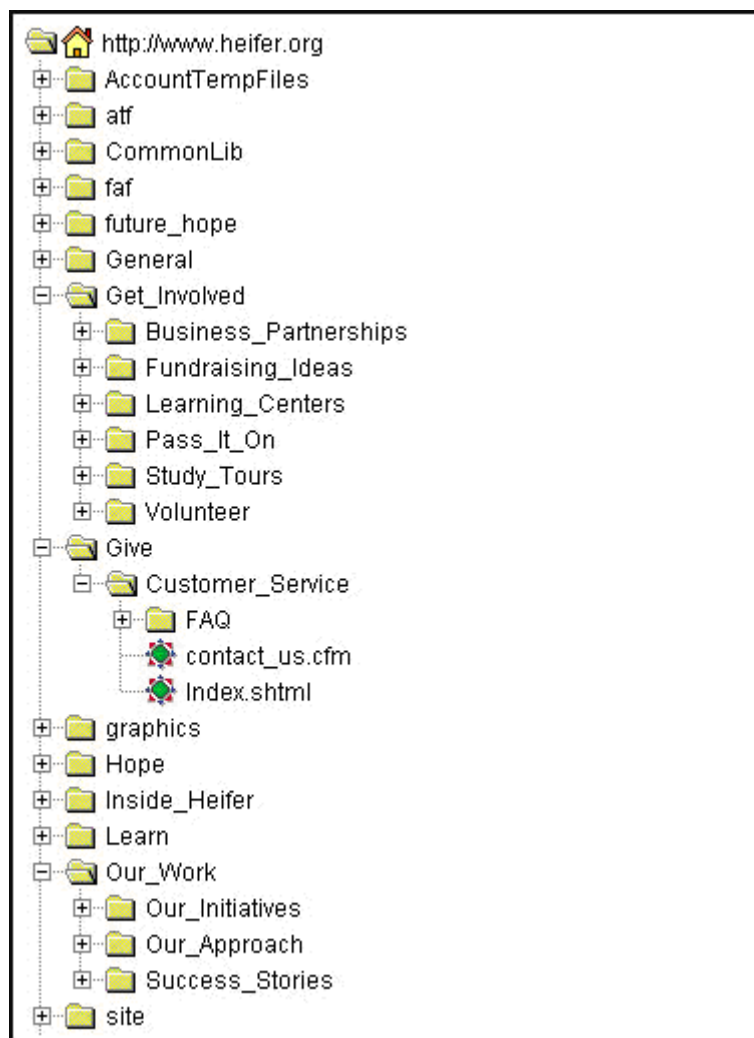 http://www.heifer.org
AccountTempFiles
atf
CommonLib
faf
future_hope
General
Get_Involved
Business_Partnerships
Fundraising_Ideas
Learning_Centers
Pass_It_On
Study_Tours
Volunteer
Give
Customer_Service
FAQ
contact_us.cfm
Index.shtml
graphics
Hope
Inside_Heifer
Learn
Our_Work
Our_Initiatives
Our_Approach
Success_Stories
site